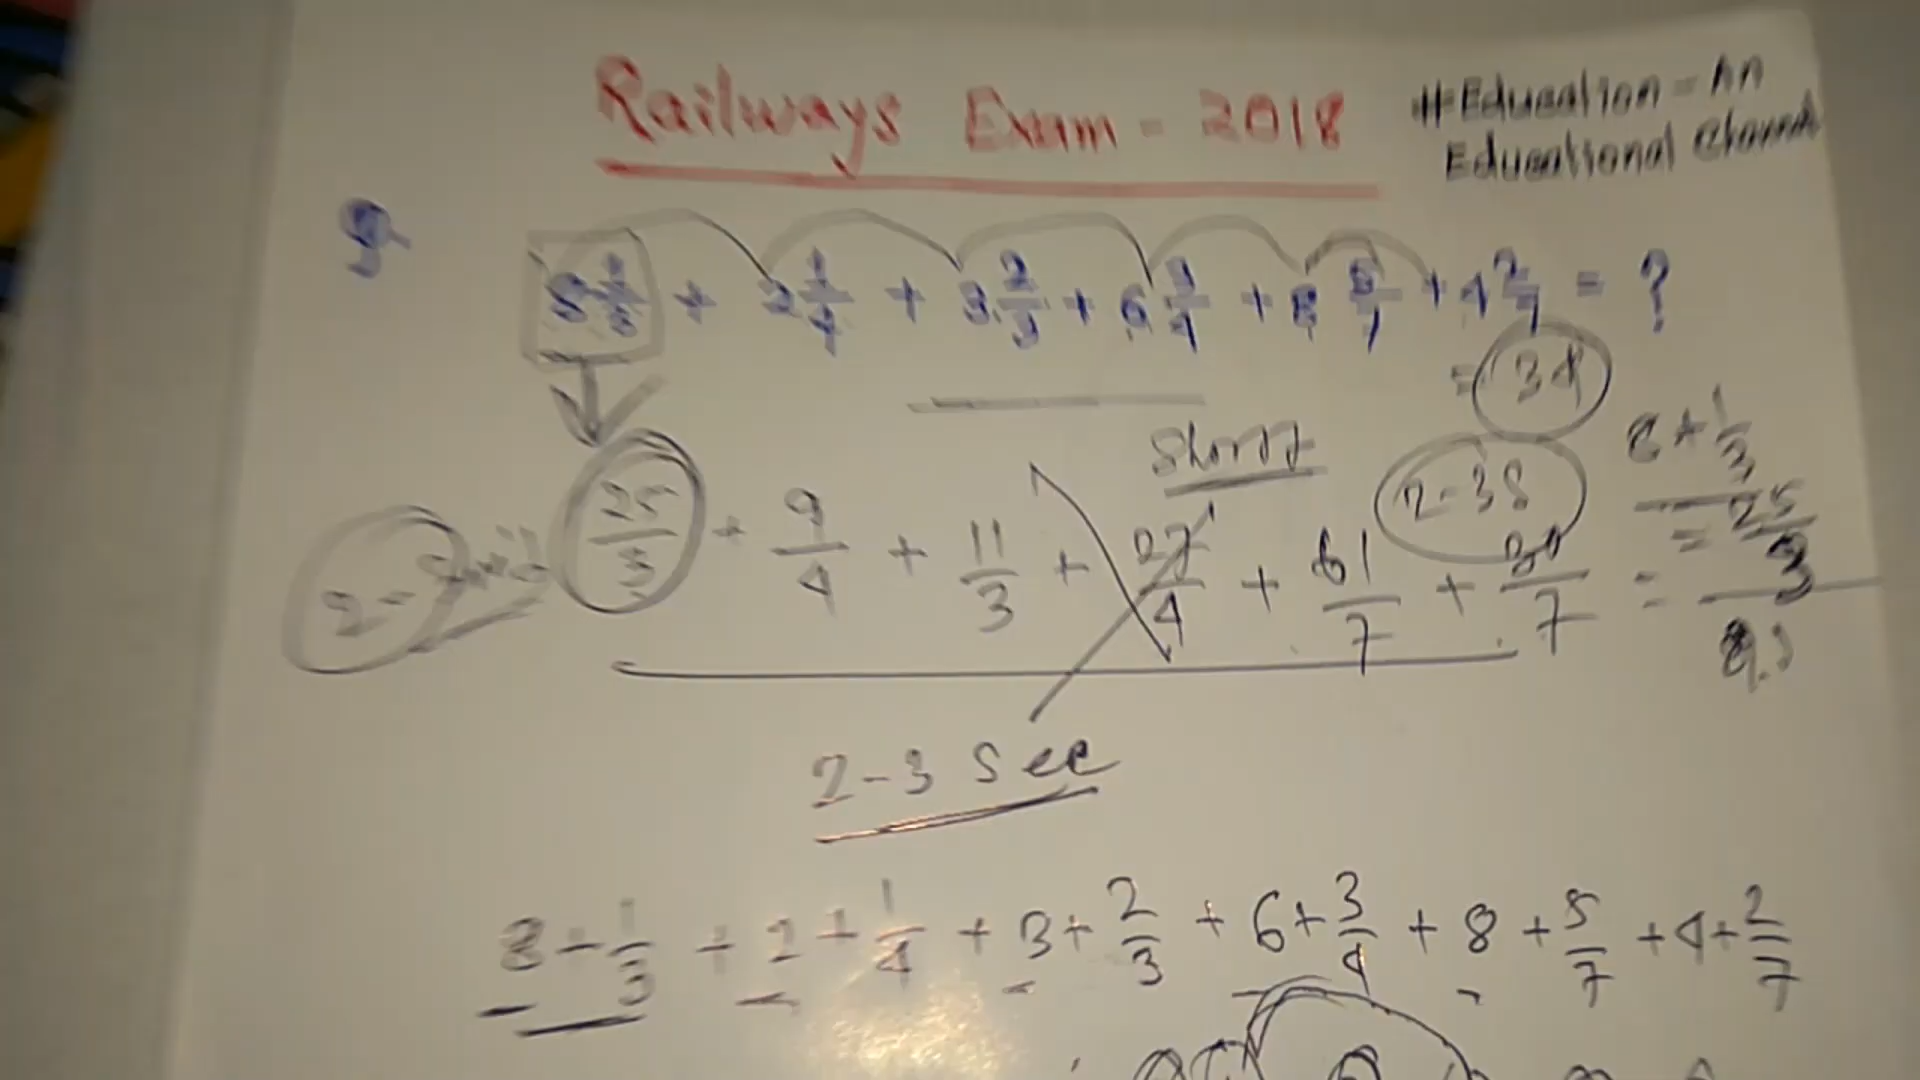 Railways Exam - 2018
#Education - An
Educational Channel
8 1/3 + 2 1/4 + 3 2/3 + 6 3/4 + 8 5/7 + 4 2/7 = ?
= 34
Short
8 + 1/3
= 25/3
2-3S
25/3 + 9/4 + 11/3 + 27/4 + 61/7 + 30/7 =
2-3 Sec
8 + 1/3 + 2 + 1/4 + 3 + 2/3 + 6 + 3/4 + 8 + 5/7 + 4 + 2/7